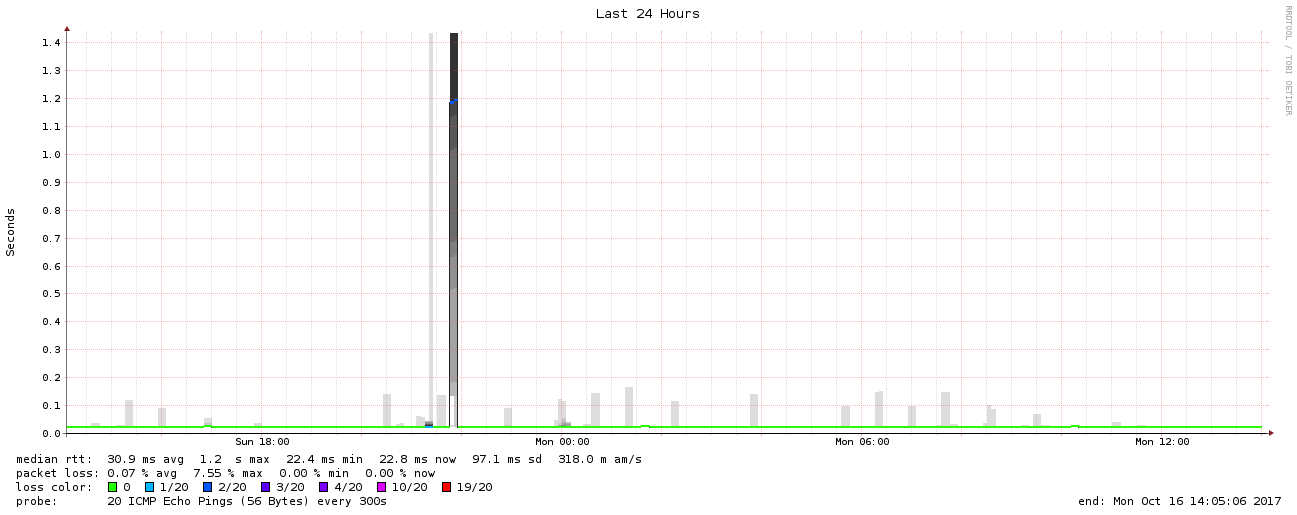 Last 24 Hours
RRDTOOL / TOBI OETIKER
Seconds
1.4
1.3
1.2
1.1
1.0
0.9
0.8
0.7
0.6
0.5
0.4
0.3
0.2
0.1
0.0
Sun 18:00 Mon 00:00 Mon 06:00 Mon 12:00
median rtt: 30.9 ms avg 1.2 s max 22.4 ms min 22.8 ms now 97.1 ms sd 318.0 m am/s
packet loss: 0.07 % avg 7.55 % max 0.00 % min 0.00 % now
loss color: 0 1/20 2/20 3/20 4/20 10/20 19/20
probe: 20 ICMP Echo Pings (56 Bytes) every 300s end: Mon Oct 16 14:05:06 2017